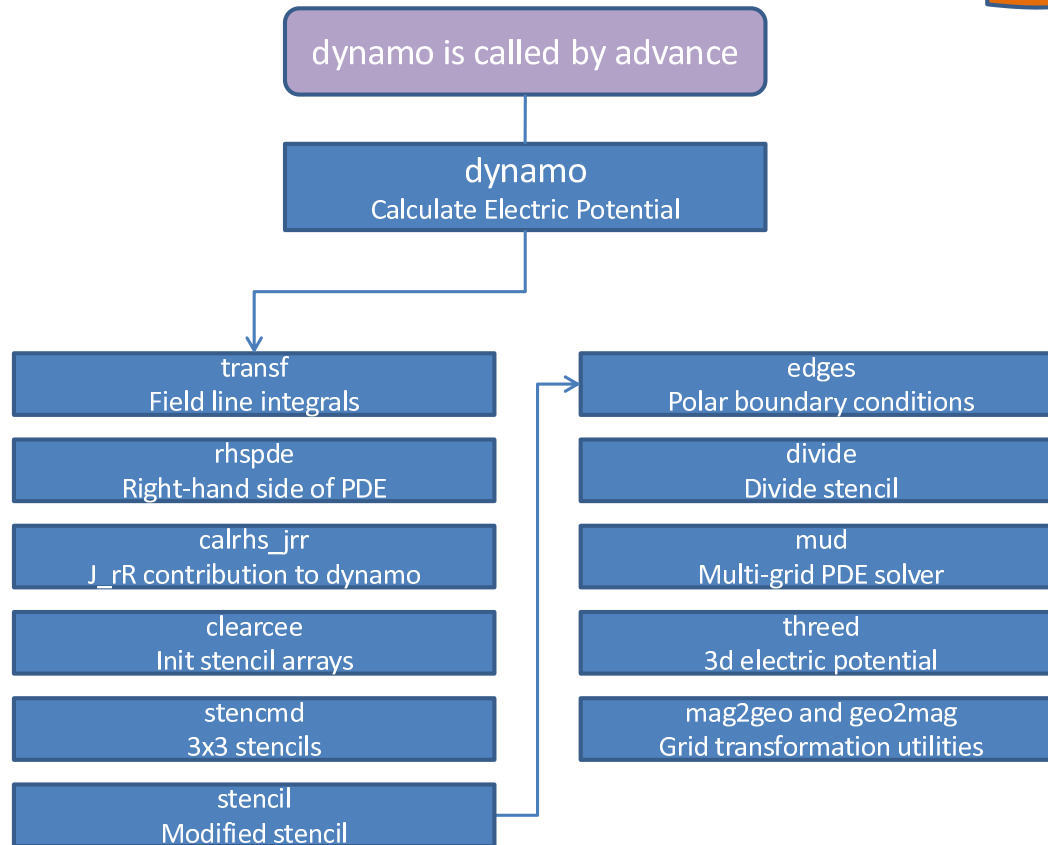 dynamo is called by advance
dynamo
Calculate Electric Potential
transf
Field line integrals
rhspde
Right-hand side of PDE
calrhs_jrr
J_rR contribution to dynamo
clearcee
Init stencil arrays
stencmd
3x3 stencils
stencil
Modified stencil
edges
Polar boundary conditions
divide
Divide stencil
mud
Multi-grid PDE solver
threed
3d electric potential
mag2geo and geo2mag
Grid transformation utilities